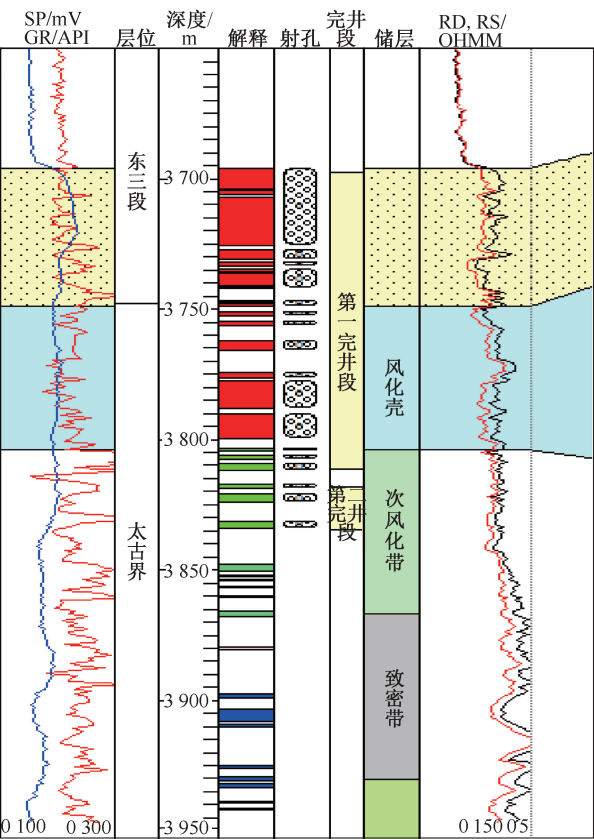 SP/mV
GR/API
层位
深度/
m
解释
射孔
完井
段
储层
RD, RS/
OHMM
东三段
3 700
3 750
第一完井段
风化壳
3 800
第二
完井
段
次风化带
太古界
3 850
致密带
3 900
3 950
0 100
0 300
0 150 05